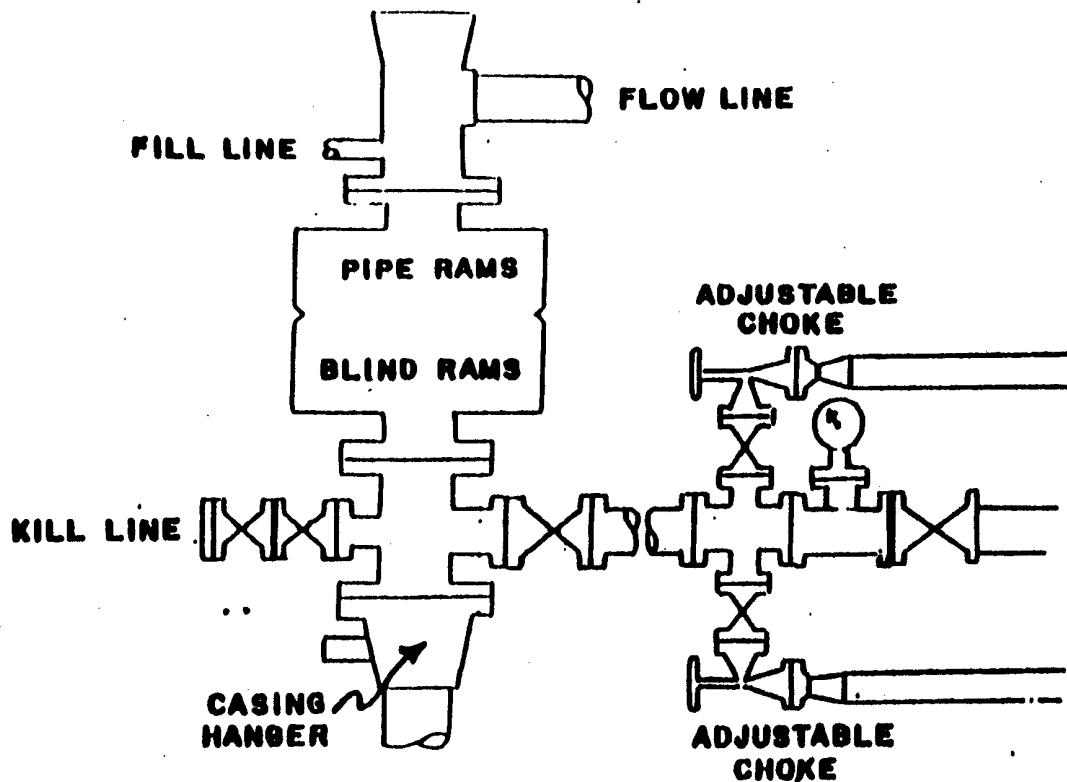 FLOW LINE
FILL LINE
PIPE RAMS
BLIND RAMS
ADJUSTABLE
CHOKE
KILL LINE
CASING
HANGER
ADJUSTABLE
CHOKE